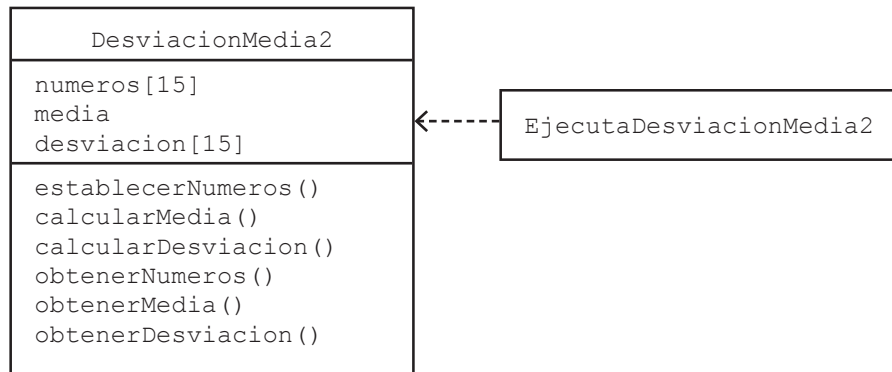 DesviacionMedia2
numeros[15]
media
desviacion[15]
establecerNumeros()
calcularMedia()
calcularDesviacion()
obtenerNumeros()
obtenerMedia()
obtenerDesviacion()
EjecutaDesviacionMedia2